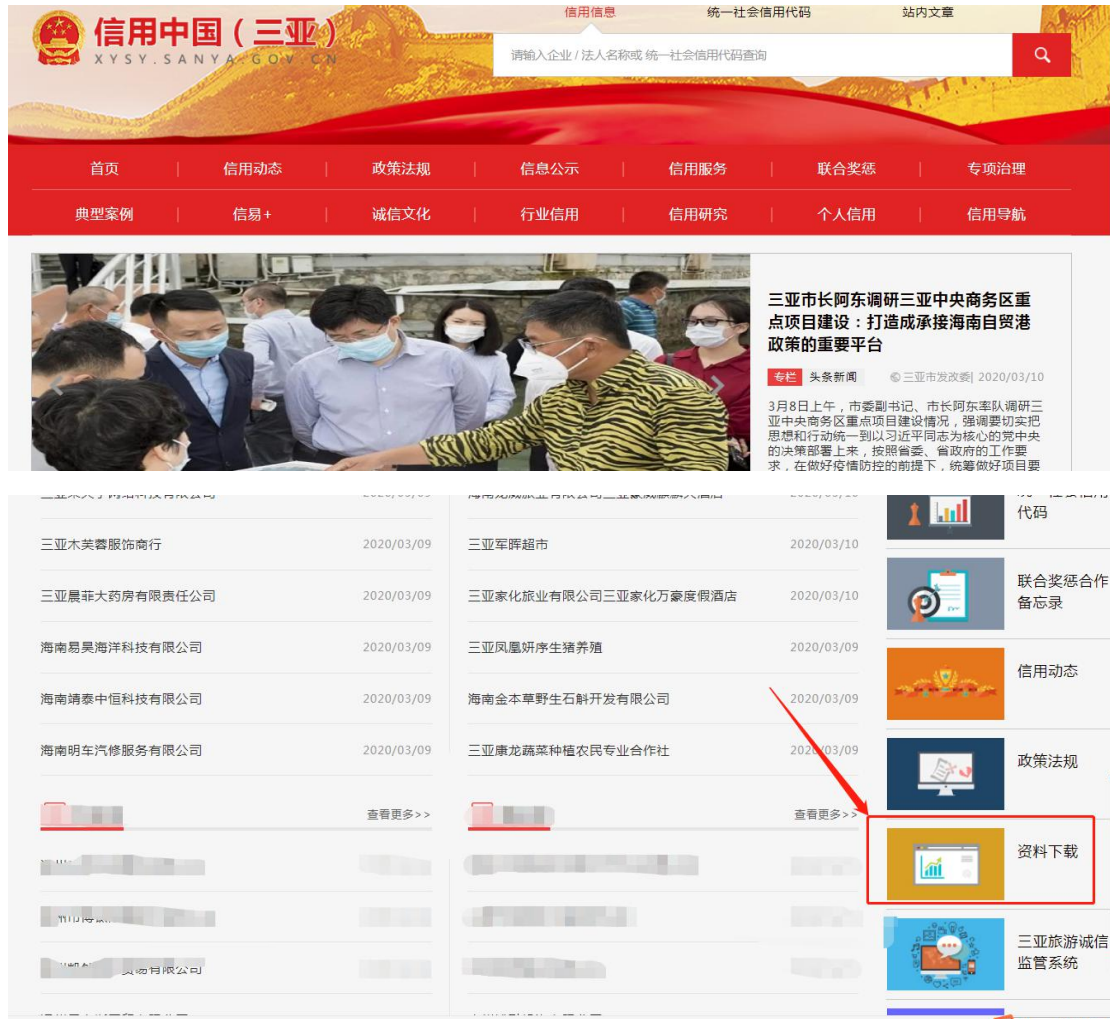 信用信息
统一社会信用代码
站内文章
信用中国（三亚）
XYSY.SANYA.GOV.CN
请输入企业/法人名称或 统一社会信用代码查询
首页 | 信用动态 | 政策法规 | 信息公示 | 信用服务 | 联合奖惩 | 专项治理
典型案例 | 信易+ | 诚信文化 | 行业信用 | 信用研究 | 个人信用 | 信用导航
三亚市长阿东调研三亚中央商务区重
点项目建设：打造成承接海南自贸港
政策的重要平台
专栏 头条新闻 ©三亚市发改委| 2020/03/10
3月8日上午，市委副书记、市长阿东率队调研三
亚中央商务区重点项目建设情况，强调要切实把
思想和行动统一到以习近平同志为核心的党中央
的决策部署上来，按照省委、省政府的工作要
求，在做好疫情防控的前提下，统筹做好项目要
三亚木芙蓉服饰商行 2020/03/09
三亚晨菲大药房有限责任公司 2020/03/09
海南易昊海洋科技有限公司 2020/03/09
海南靖泰中恒科技有限公司 2020/03/09
海南明车汽修服务有限公司 2020/03/09
查看更多>>
贸易有限公司
三亚军晖超市 2020/03/10
三亚家化旅业有限公司三亚家化万豪度假酒店 2020/03/10
三亚凤凰妍序生猪养殖 2020/03/09
海南金本草野生石斛开发有限公司 2020/03/09
三亚康龙蔬菜种植农民专业合作社 2020/03/09
查看更多>>
代码
联合奖惩合作
备忘录
信用动态
政策法规
资料下载
三亚旅游诚信
监管系统